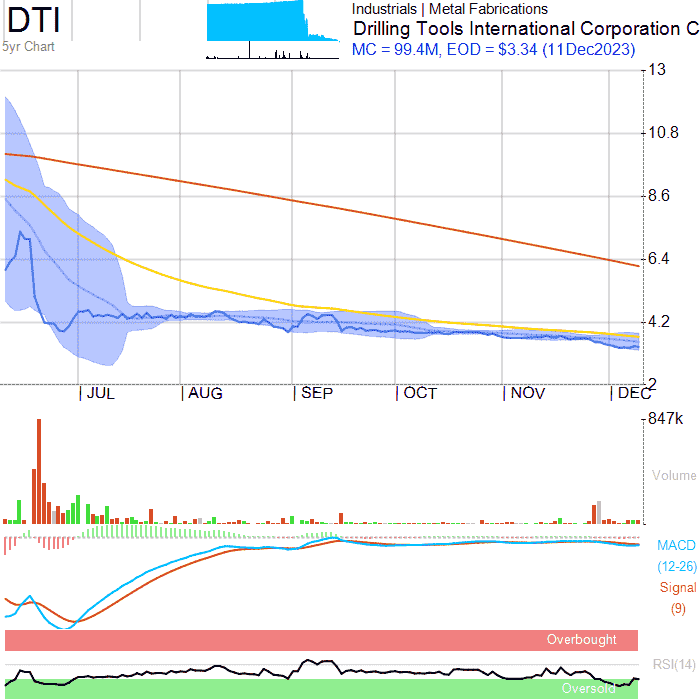 DTI
5yr Chart
Industrials | Metal Fabrications
Drilling Tools International Corporation C
MC = 99.4M, EOD = $3.34 (11Dec2023)
13
10.8
8.6
6.4
4.2
2
JUL AUG SEP OCT NOV DEC
847k
Volume
MACD
(12-26)
Signal
(9)
Overbought
RSI(14)
Oversold